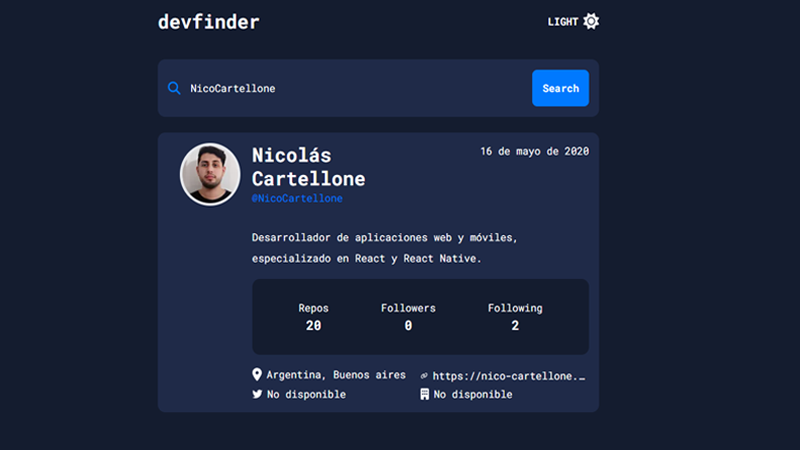 devfinder
LIGHT
NicoCartellone
Search
Nicolás
Cartellone
16 de mayo de 2020
@NicoCartellone
Desarrollador de aplicaciones web y móviles,
especializado en React y React Native.
Repos Followers Following
20 0 2
Argentina, Buenos aires https://nico-cartellone.…
No disponible No disponible